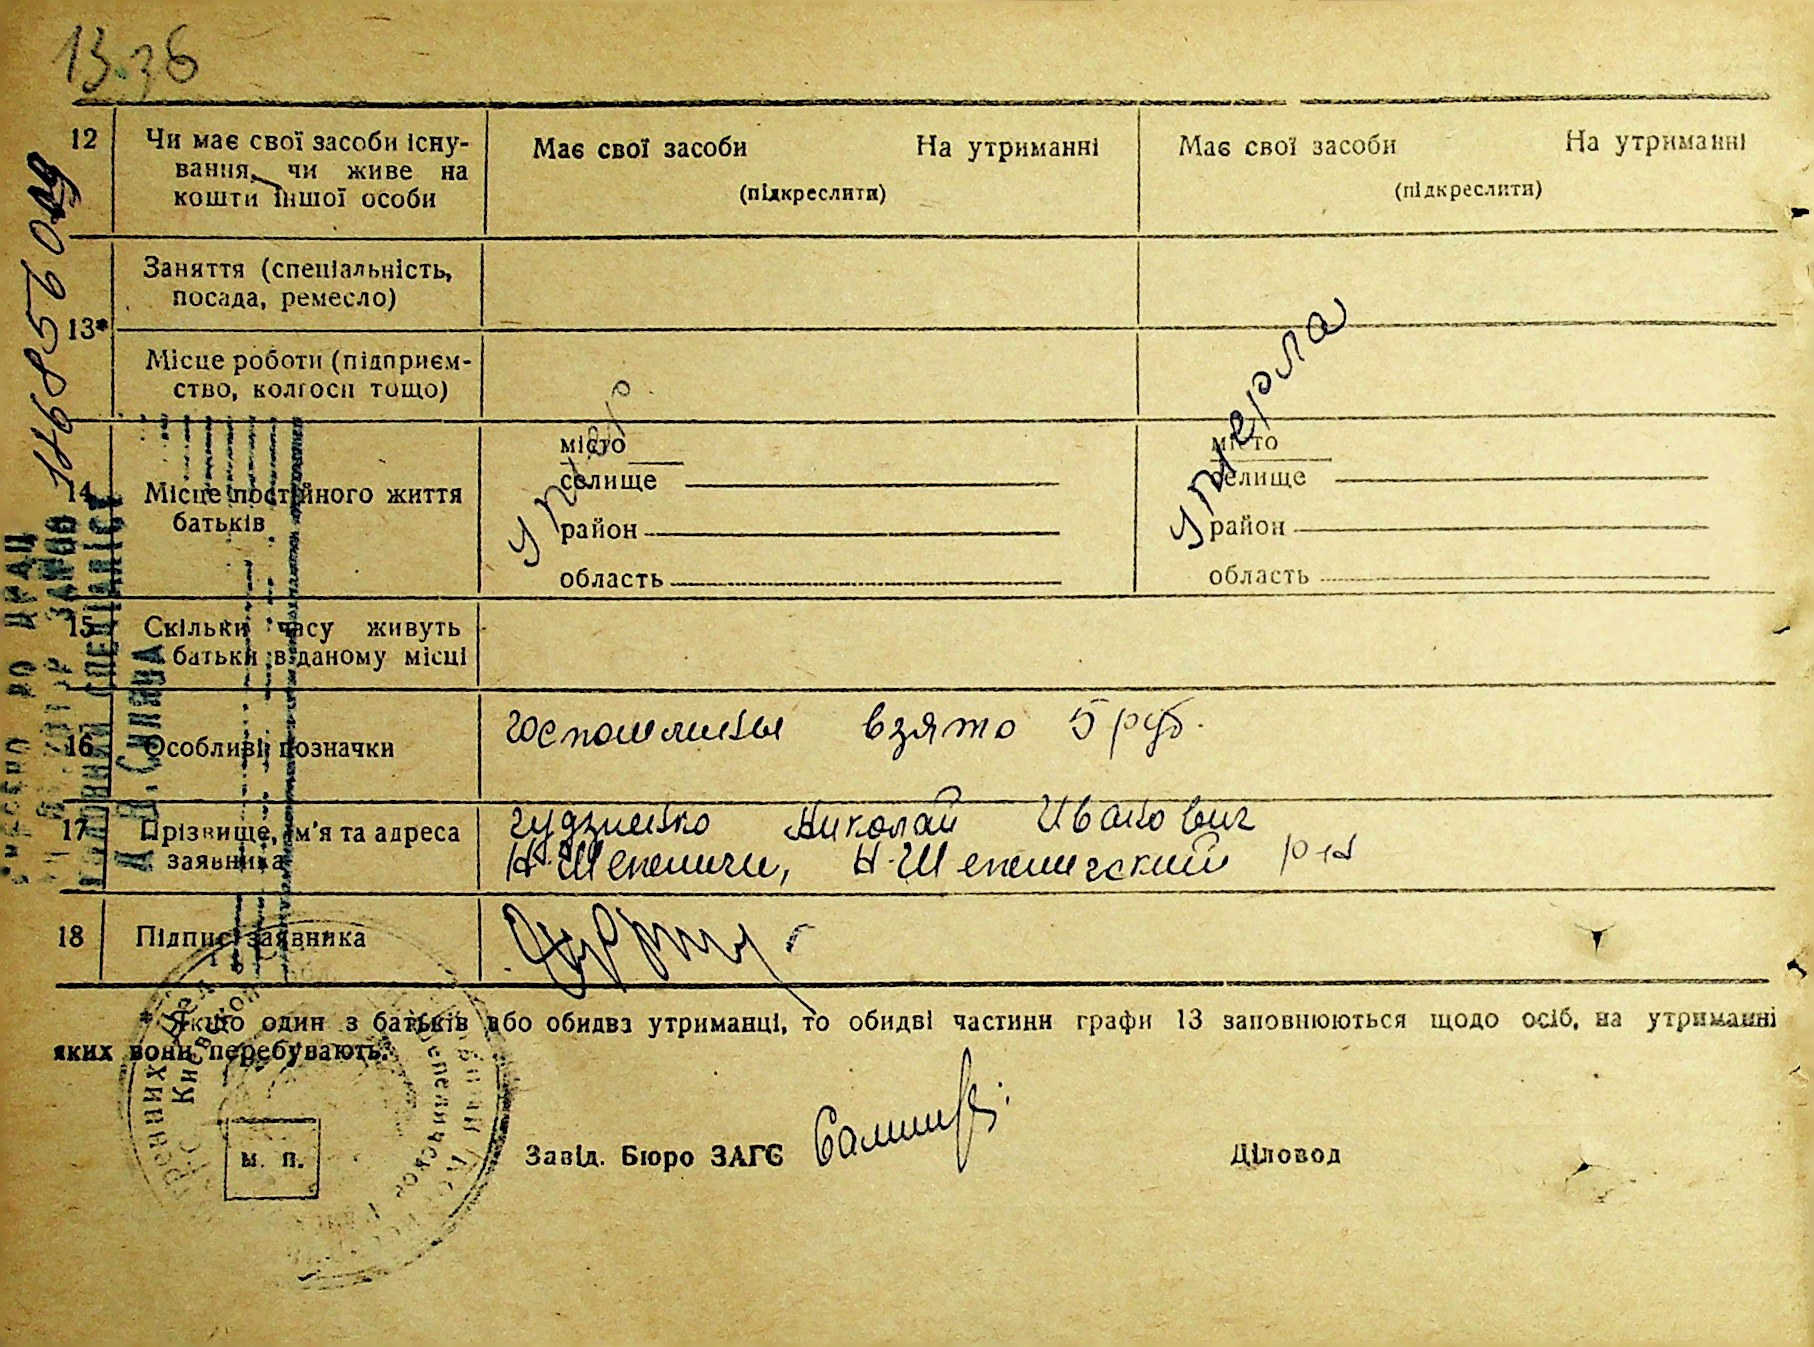 12
Чи має свої засоби існу-
вання, чи живе на
кошти іншої особи
Має свої засоби На утриманні
(підкреслити)
Має свої засоби На утриманні
(підкреслити)
13*
Заняття (спеціальність,
посада, ремесло)
Місце роботи (підприєм-
ство, колгосп тощо)
умер
умерла
14
Місце постійного життя
батьків
місто
селище
район
область
місто
селище
район
область
15
Скільки часу живуть
батьки в даному місці
16
Особливі позначки
госпошлины взято 5 руб.
17
Прізвище, ім'я та адреса
заявника
Николай Иванович
Н-Шепеличи, Н-Шепеличский р-н
18
Підпис заявника
* Якщо один з батьків або обидва утриманці, то обидві частини графи 13 заповнюються щодо осіб, на утриманні
яких вони перебувають.
м. п.
Завід. Бюро ЗАГС
Діловод